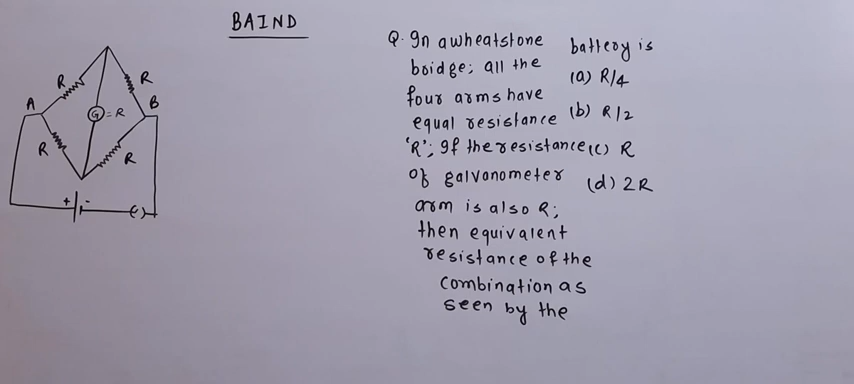 BAIND
R
R
A
G
= R
B
R
R
+ -
Q. In a wheatstone
bridge; all the
four arms have
equal resistance
'R'; If the resistance
of galvonometer
arm is also R;
then equivalent
resistance of the
combination as
seen by the
battery is
(a) R/4
(b) R/2
(c) R
(d) 2R